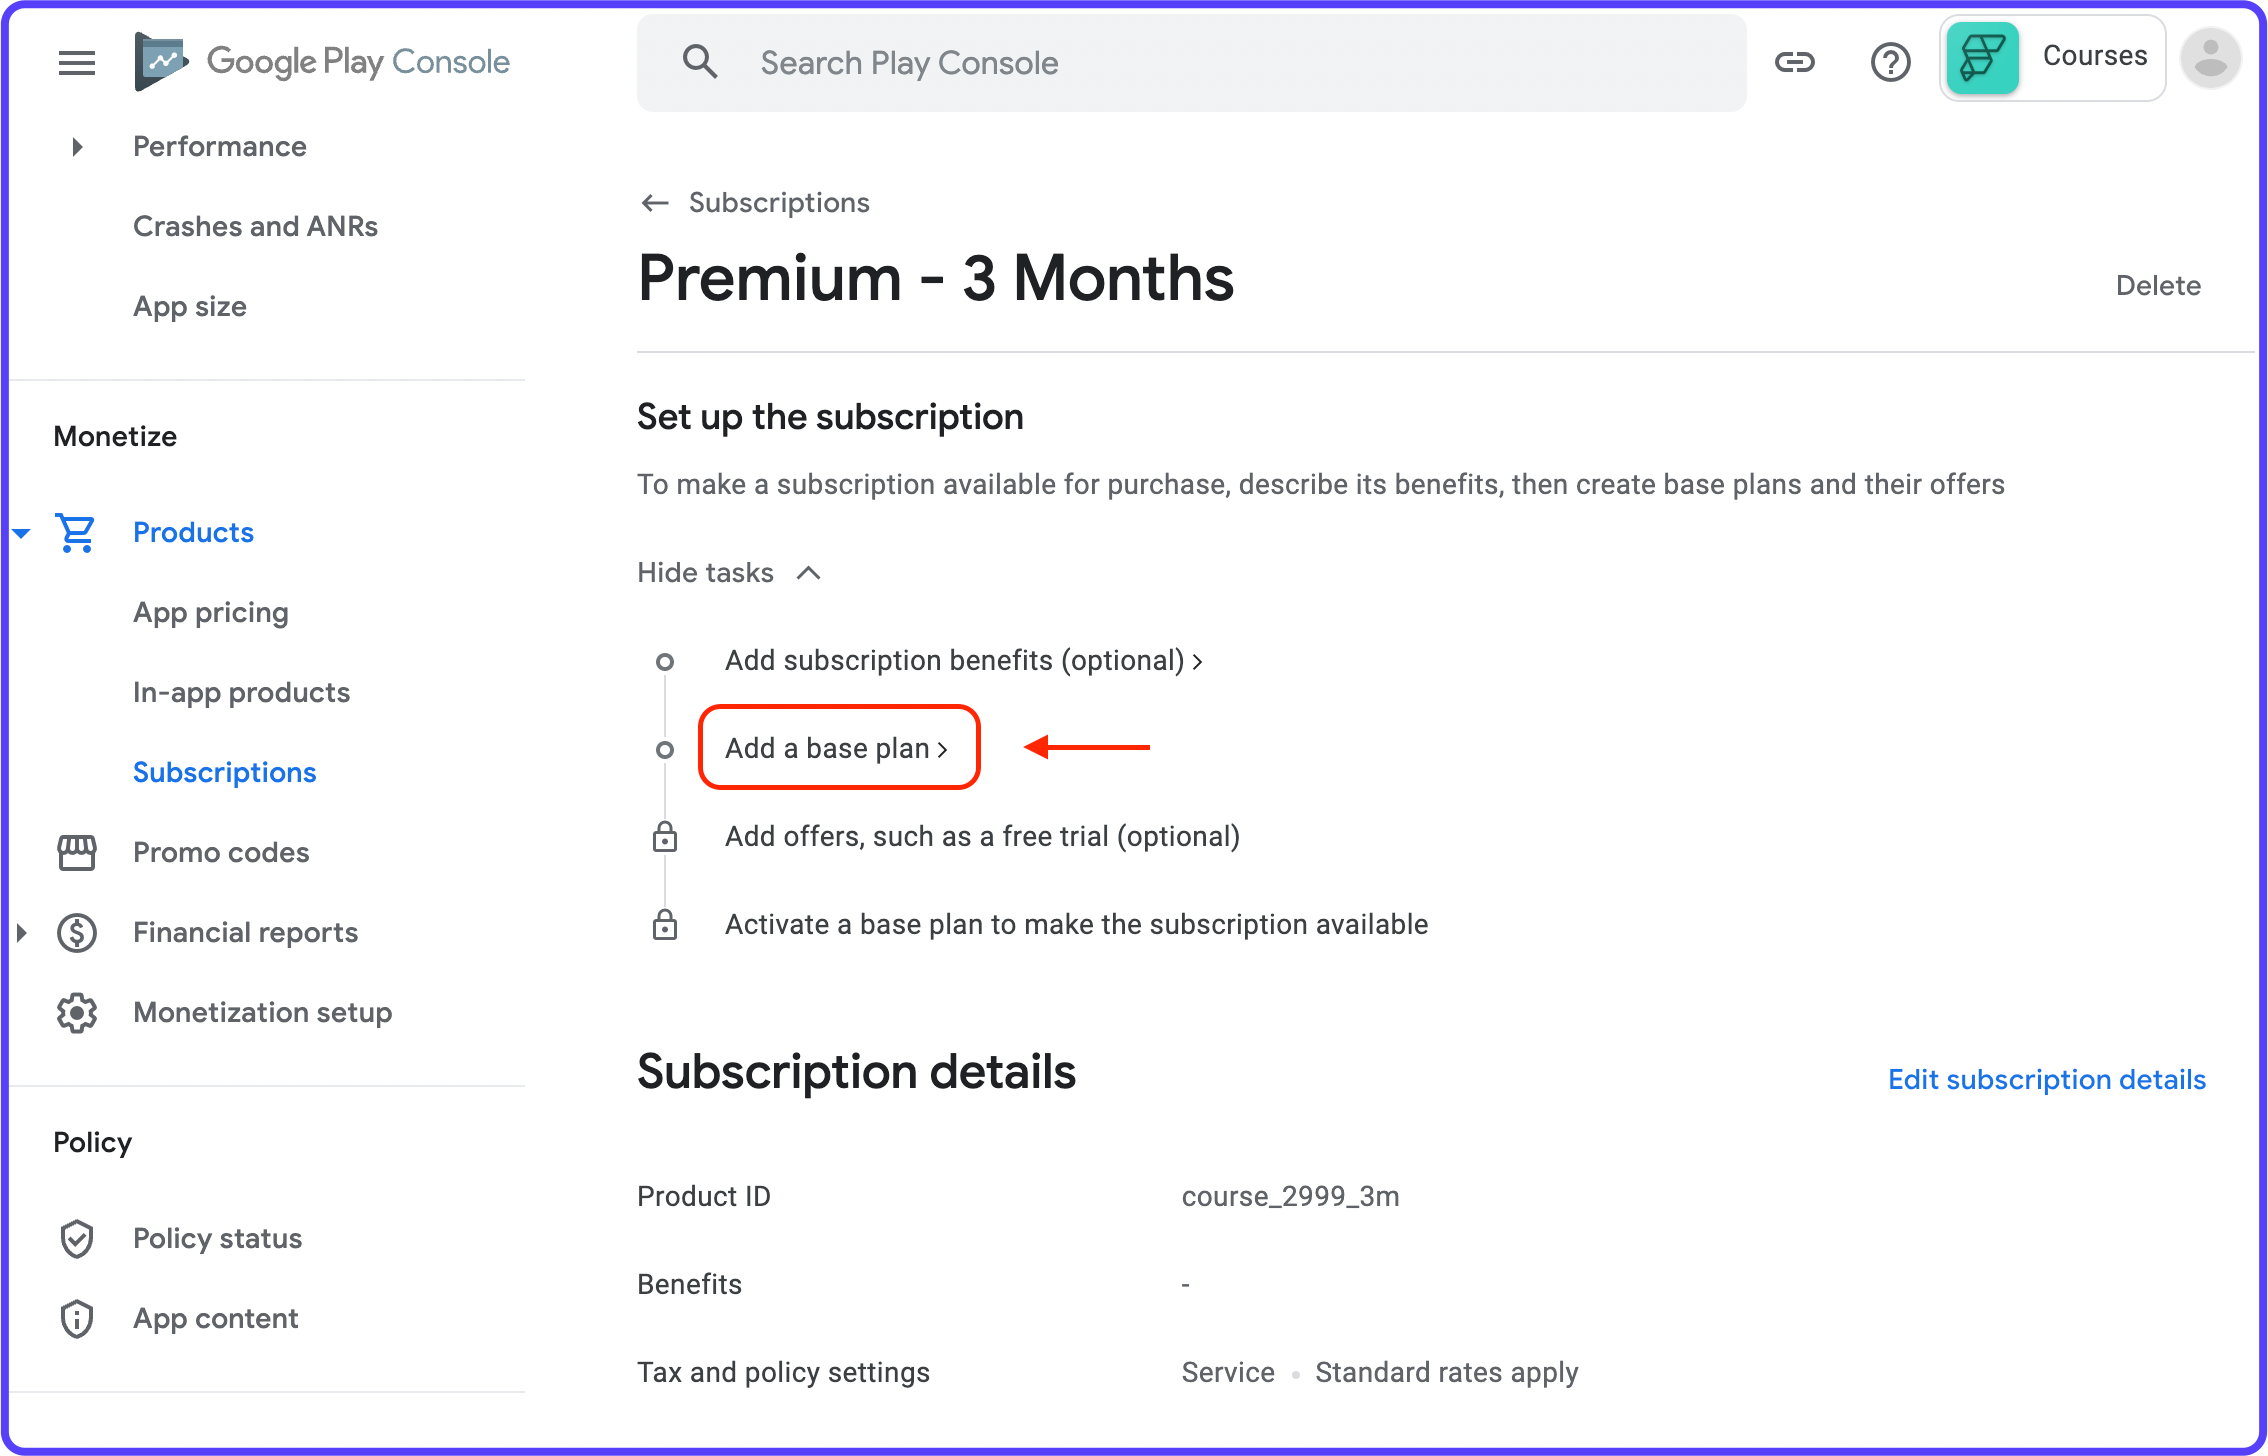 Google Play Console
Search Play Console
Courses
Performance
Crashes and ANRs
App size
Monetize
Products
App pricing
In-app products
Subscriptions
Promo codes
Financial reports
Monetization setup
Policy
Policy status
App content
Subscriptions
Premium - 3 Months
Delete
Set up the subscription
To make a subscription available for purchase, describe its benefits, then create base plans and their offers
Hide tasks
Add subscription benefits (optional)
Add a base plan
Add offers, such as a free trial (optional)
Activate a base plan to make the subscription available
Subscription details
Edit subscription details
Product ID course_2999_3m
Benefits -
Tax and policy settings Service • Standard rates apply